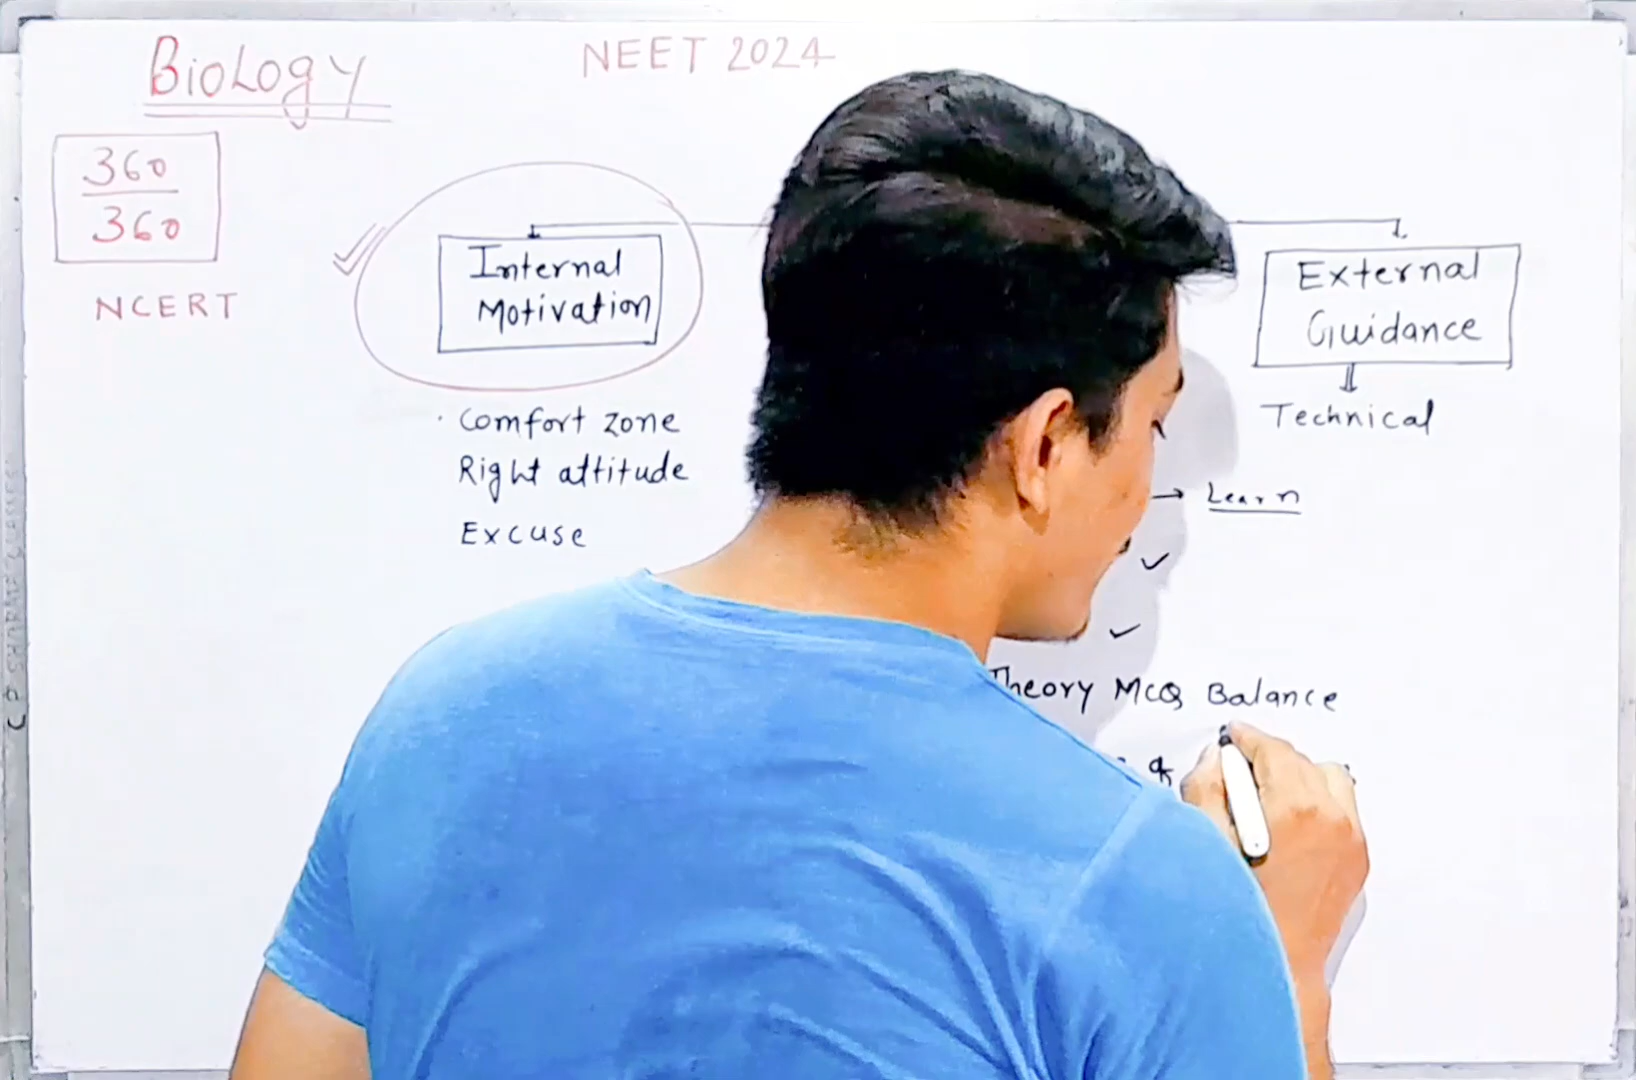 Biology
NEET 2024
360
360
NCERT
Internal
Motivation
External
Guidance
Technical
Comfort zone
Right attitude
Excuse
→ Learn
Theory MCQ Balance